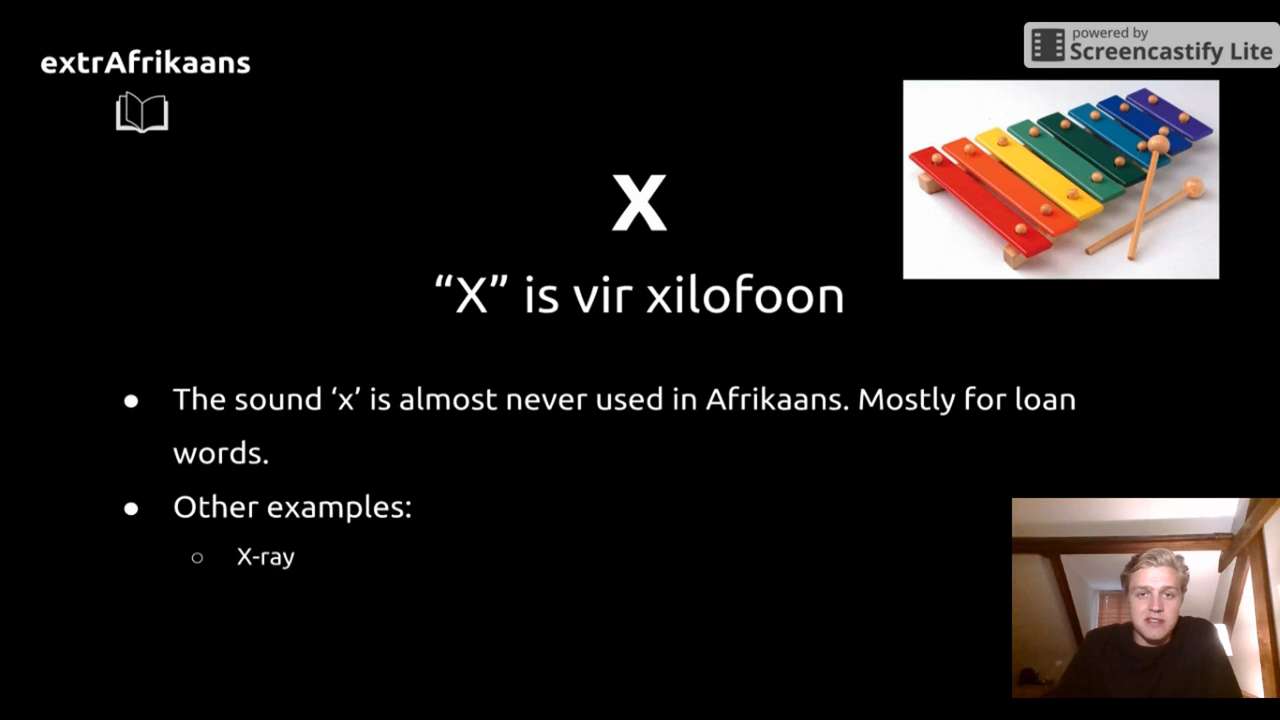 extrAfrikaans
powered by
Screencastify Lite
X
“X” is vir xilofoon
● The sound ‘x’ is almost never used in Afrikaans. Mostly for loan
words.
● Other examples:
○ X-ray